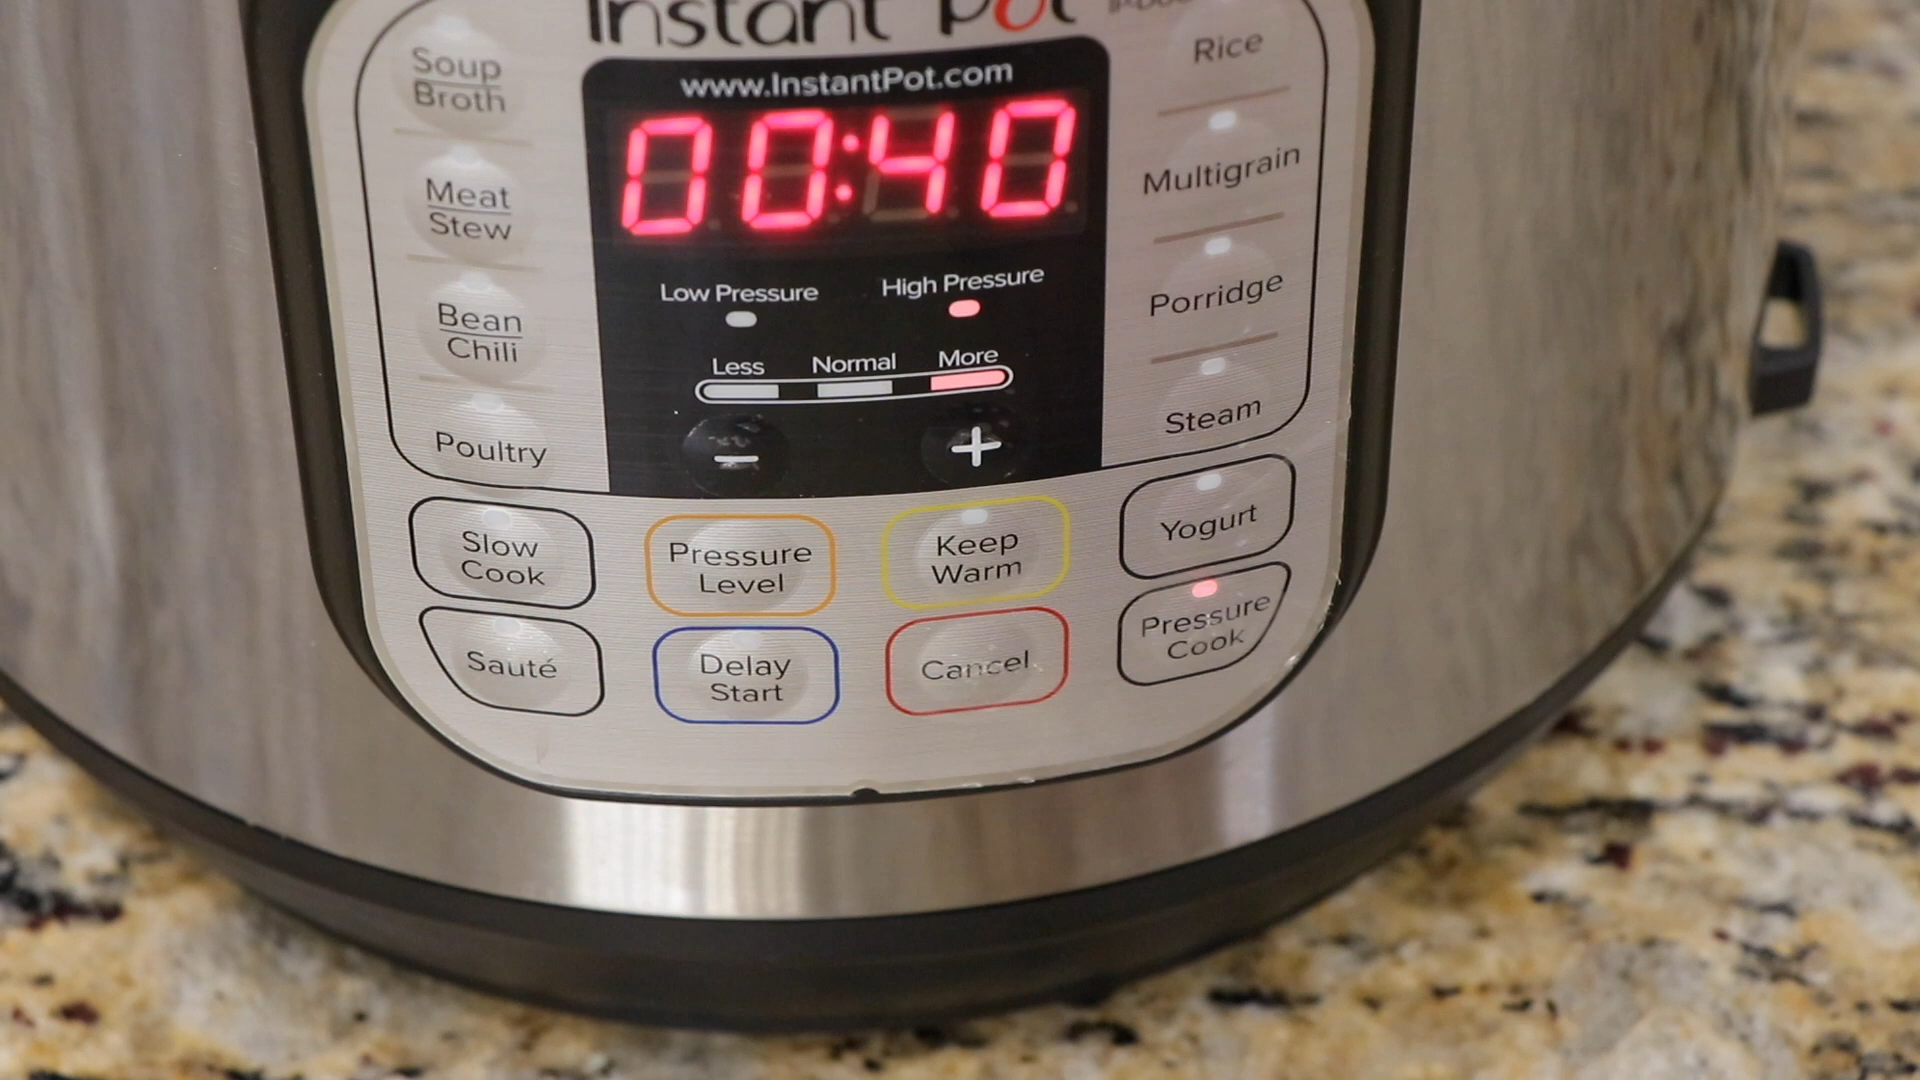 Instant Pot
www.InstantPot.com
00:40
Low Pressure
High Pressure
Less
Normal
More
−
+
Soup
Broth
Meat
Stew
Bean
Chili
Poultry
Rice
Multigrain
Porridge
Steam
Slow
Cook
Pressure
Level
Keep
Warm
Yogurt
Sauté
Delay
Start
Cancel
Pressure
Cook